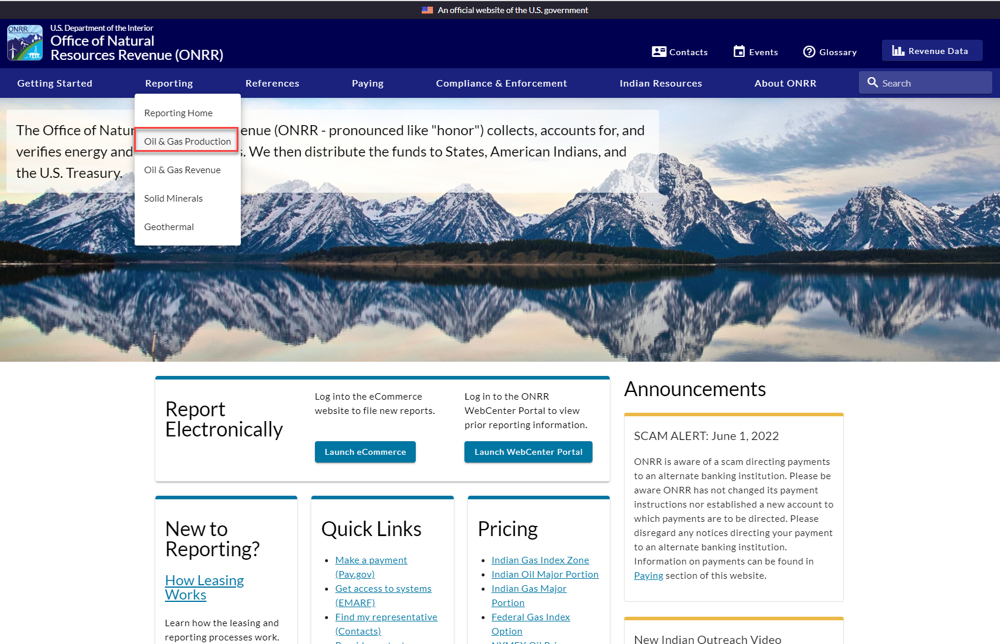 An official website of the U.S. government
ONRR
U.S. Department of the Interior
Office of Natural
Resources Revenue (ONRR)
Contacts
Events
Glossary
Revenue Data
Getting Started
Reporting
References
Paying
Compliance & Enforcement
Indian Resources
About ONRR
Search
Reporting Home
Oil & Gas Production
Oil & Gas Revenue
Solid Minerals
Geothermal
The Office of Natur enue (ONRR - pronounced like "honor") collects, accounts for, and
verifies energy and s. We then distribute the funds to States, American Indians, and
the U.S. Treasury.
Report
Electronically
Log into the eCommerce
website to file new reports.
Launch eCommerce
Log in to the ONRR
WebCenter Portal to view
prior reporting information.
Launch WebCenter Portal
New to
Reporting?
How Leasing
Works
Learn how the leasing and
reporting processes work.
Quick Links
Make a payment
(Pay.gov)
Get access to systems
(EMARF)
Find my representative
(Contacts)
Pricing
Indian Gas Index Zone
Indian Oil Major Portion
Indian Gas Major
Portion
Federal Gas Index
Option
Announcements
SCAM ALERT: June 1, 2022
ONRR is aware of a scam directing payments
to an alternate banking institution. Please be
aware ONRR has not changed its payment
instructions nor established a new account to
which payments are to be directed. Please
disregard any notices directing your payment
to an alternate banking institution.
Information on payments can be found in
Paying section of this website.
New Indian Outreach Video